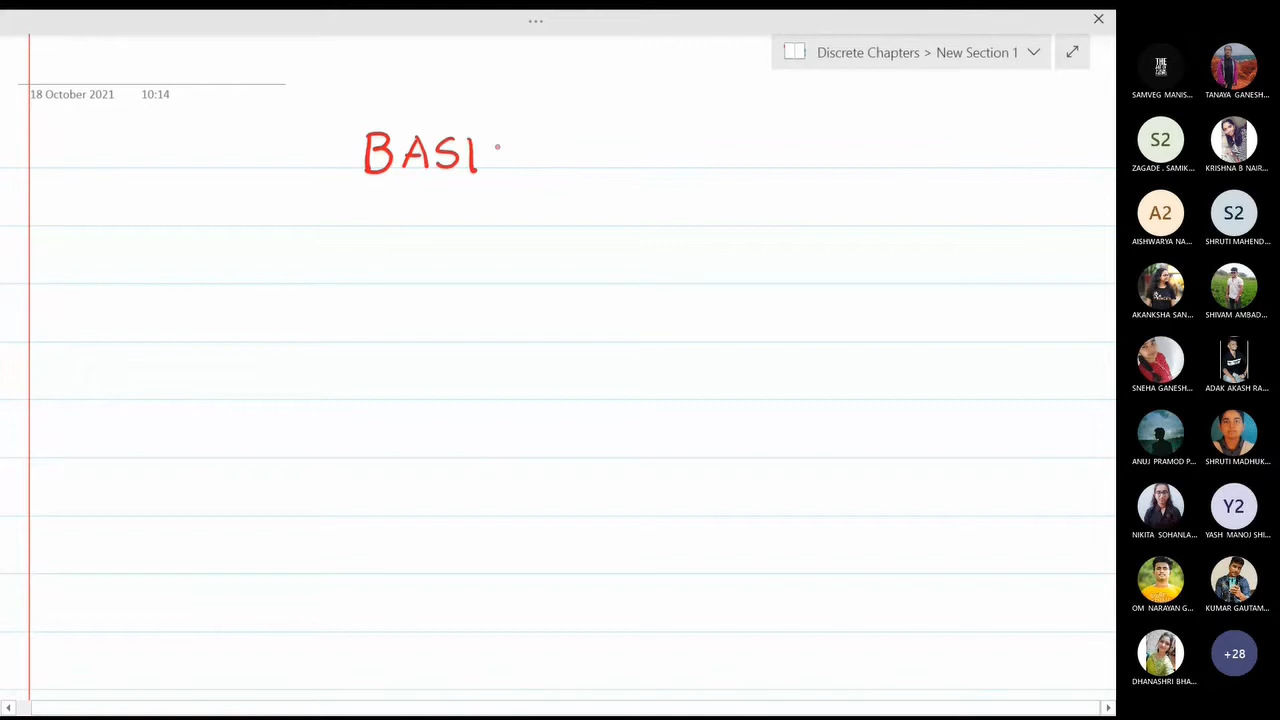 Discrete Chapters > New Section 1
18 October 2021 10:14
BASI
THE
SAMVEG MANIS...
TANAYA GANESH...
S2
ZAGADE . SAMIK...
KRISHNA B NAIR...
A2
S2
AISHWARYA NA...
SHRUTI MAHEND...
AKANKSHA SAN...
SHIVAM AMBAD...
SNEHA GANESH...
ADAK AKASH RA...
ANUJ PRAMOD P...
SHRUTI MADHUK...
Y2
NIKITA SOHANLA...
YASH MANOJ SHI...
OM NARAYAN G...
KUMAR GAUTAM...
+28
DHANASHRI BHA...